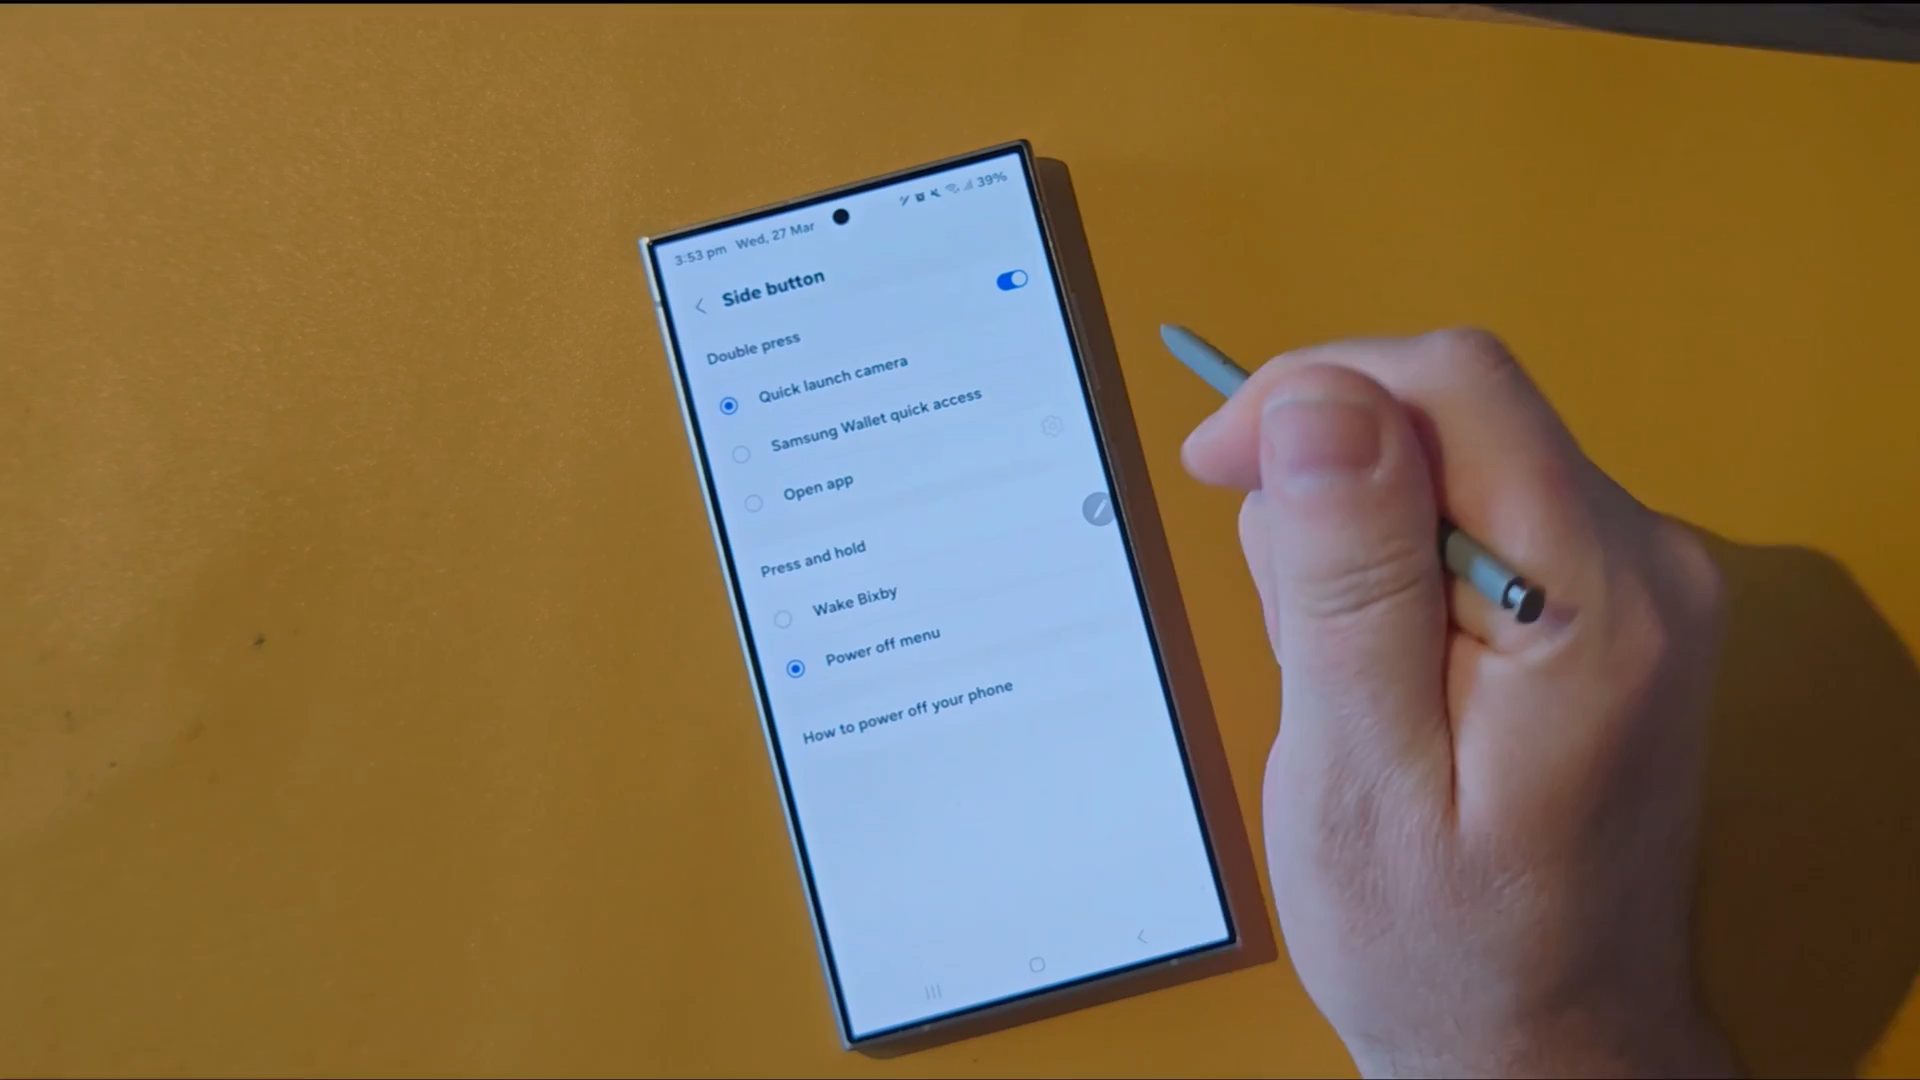 3:53 pm Wed, 27 Mar 39%
Side button
Double press
Quick launch camera
Samsung Wallet quick access
Open app
Press and hold
Wake Bixby
Power off menu
How to power off your phone